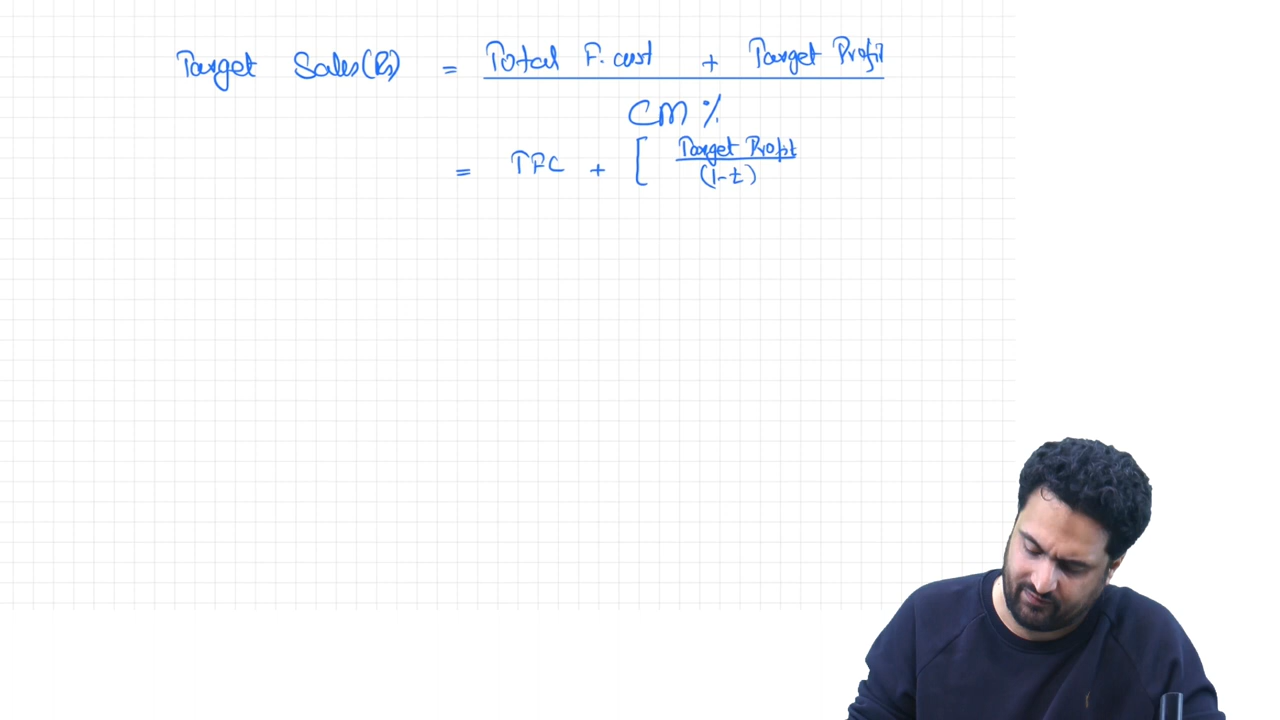 Target Sales(Rs) = Total F. cost + Target Profit
CM %
= TFC + [ Target Profit
(1-t)